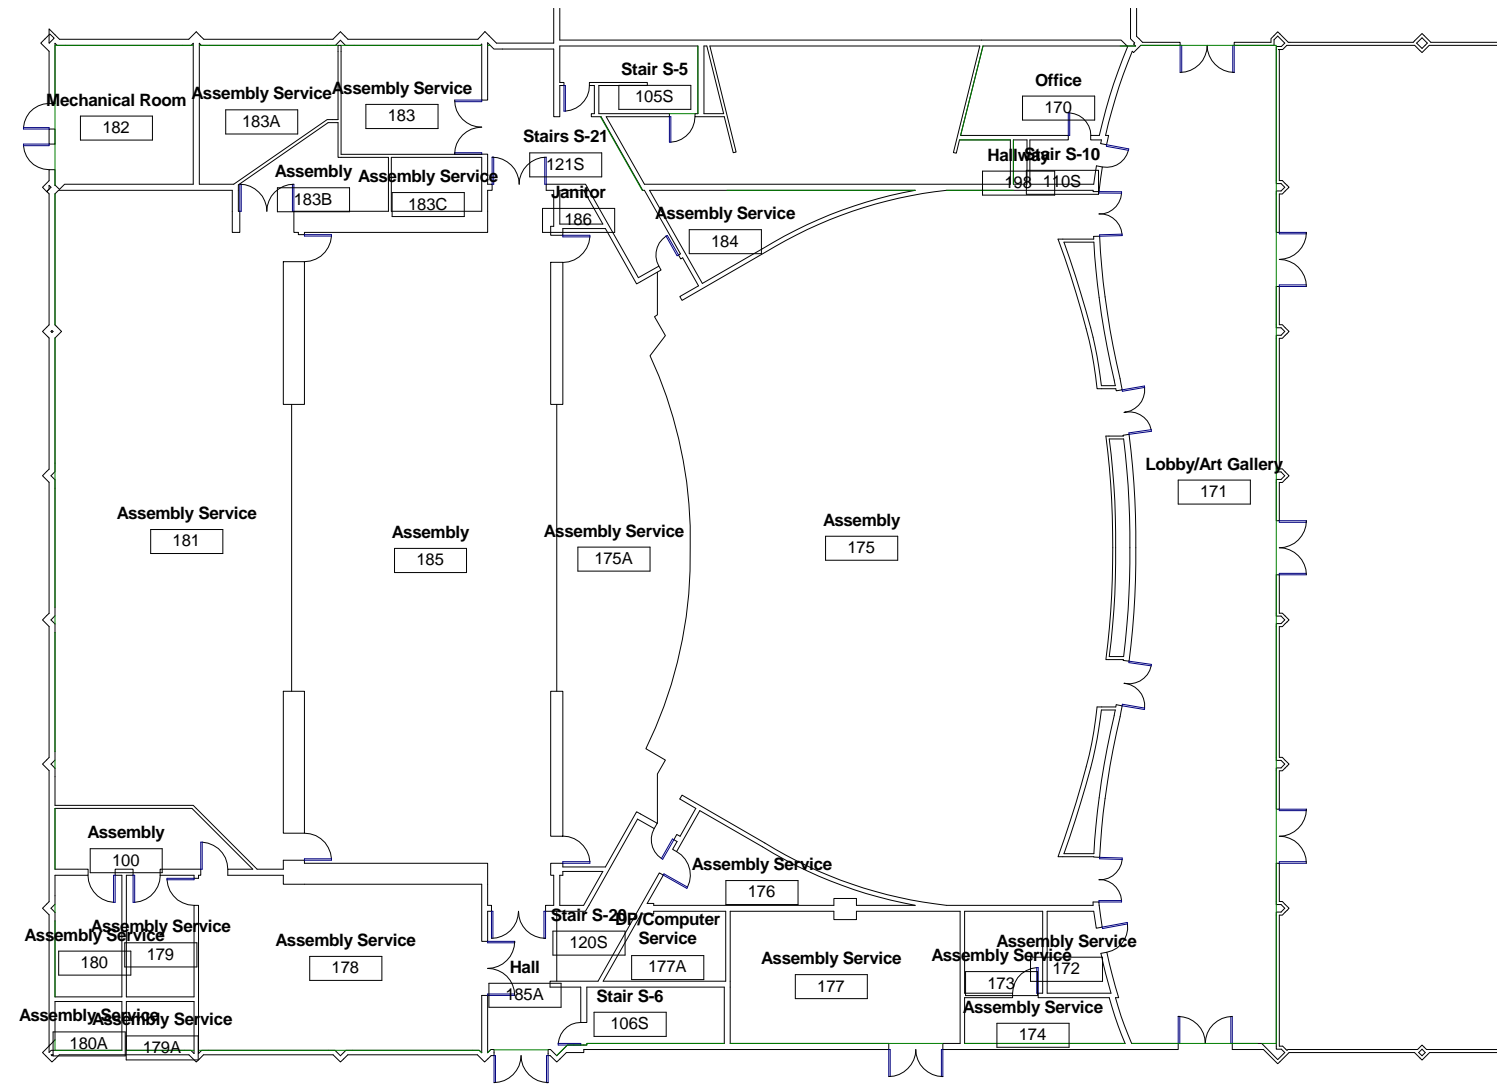 Stair S-5
105S
Office
170
Mechanical Room
182
Assembly Service
183A
Assembly Service
183
Stairs S-21
121S
Hallway
198
Stair S-10
110S
Assembly
183B
Assembly Service
183C
Janitor
186
Assembly Service
184
Lobby/Art Gallery
171
Assembly Service
181
Assembly
185
Assembly Service
175A
Assembly
175
Assembly
100
Assembly Service
176
Assembly Service
180
Assembly Service
179
Assembly Service
178
Stair S-20
120S
DP/Computer
Service
177A
Hall
185A
Assembly Service
177
Assembly Service
173
Assembly Service
172
Stair S-6
106S
Assembly Service
174
Assembly Service
180A
Assembly Service
179A